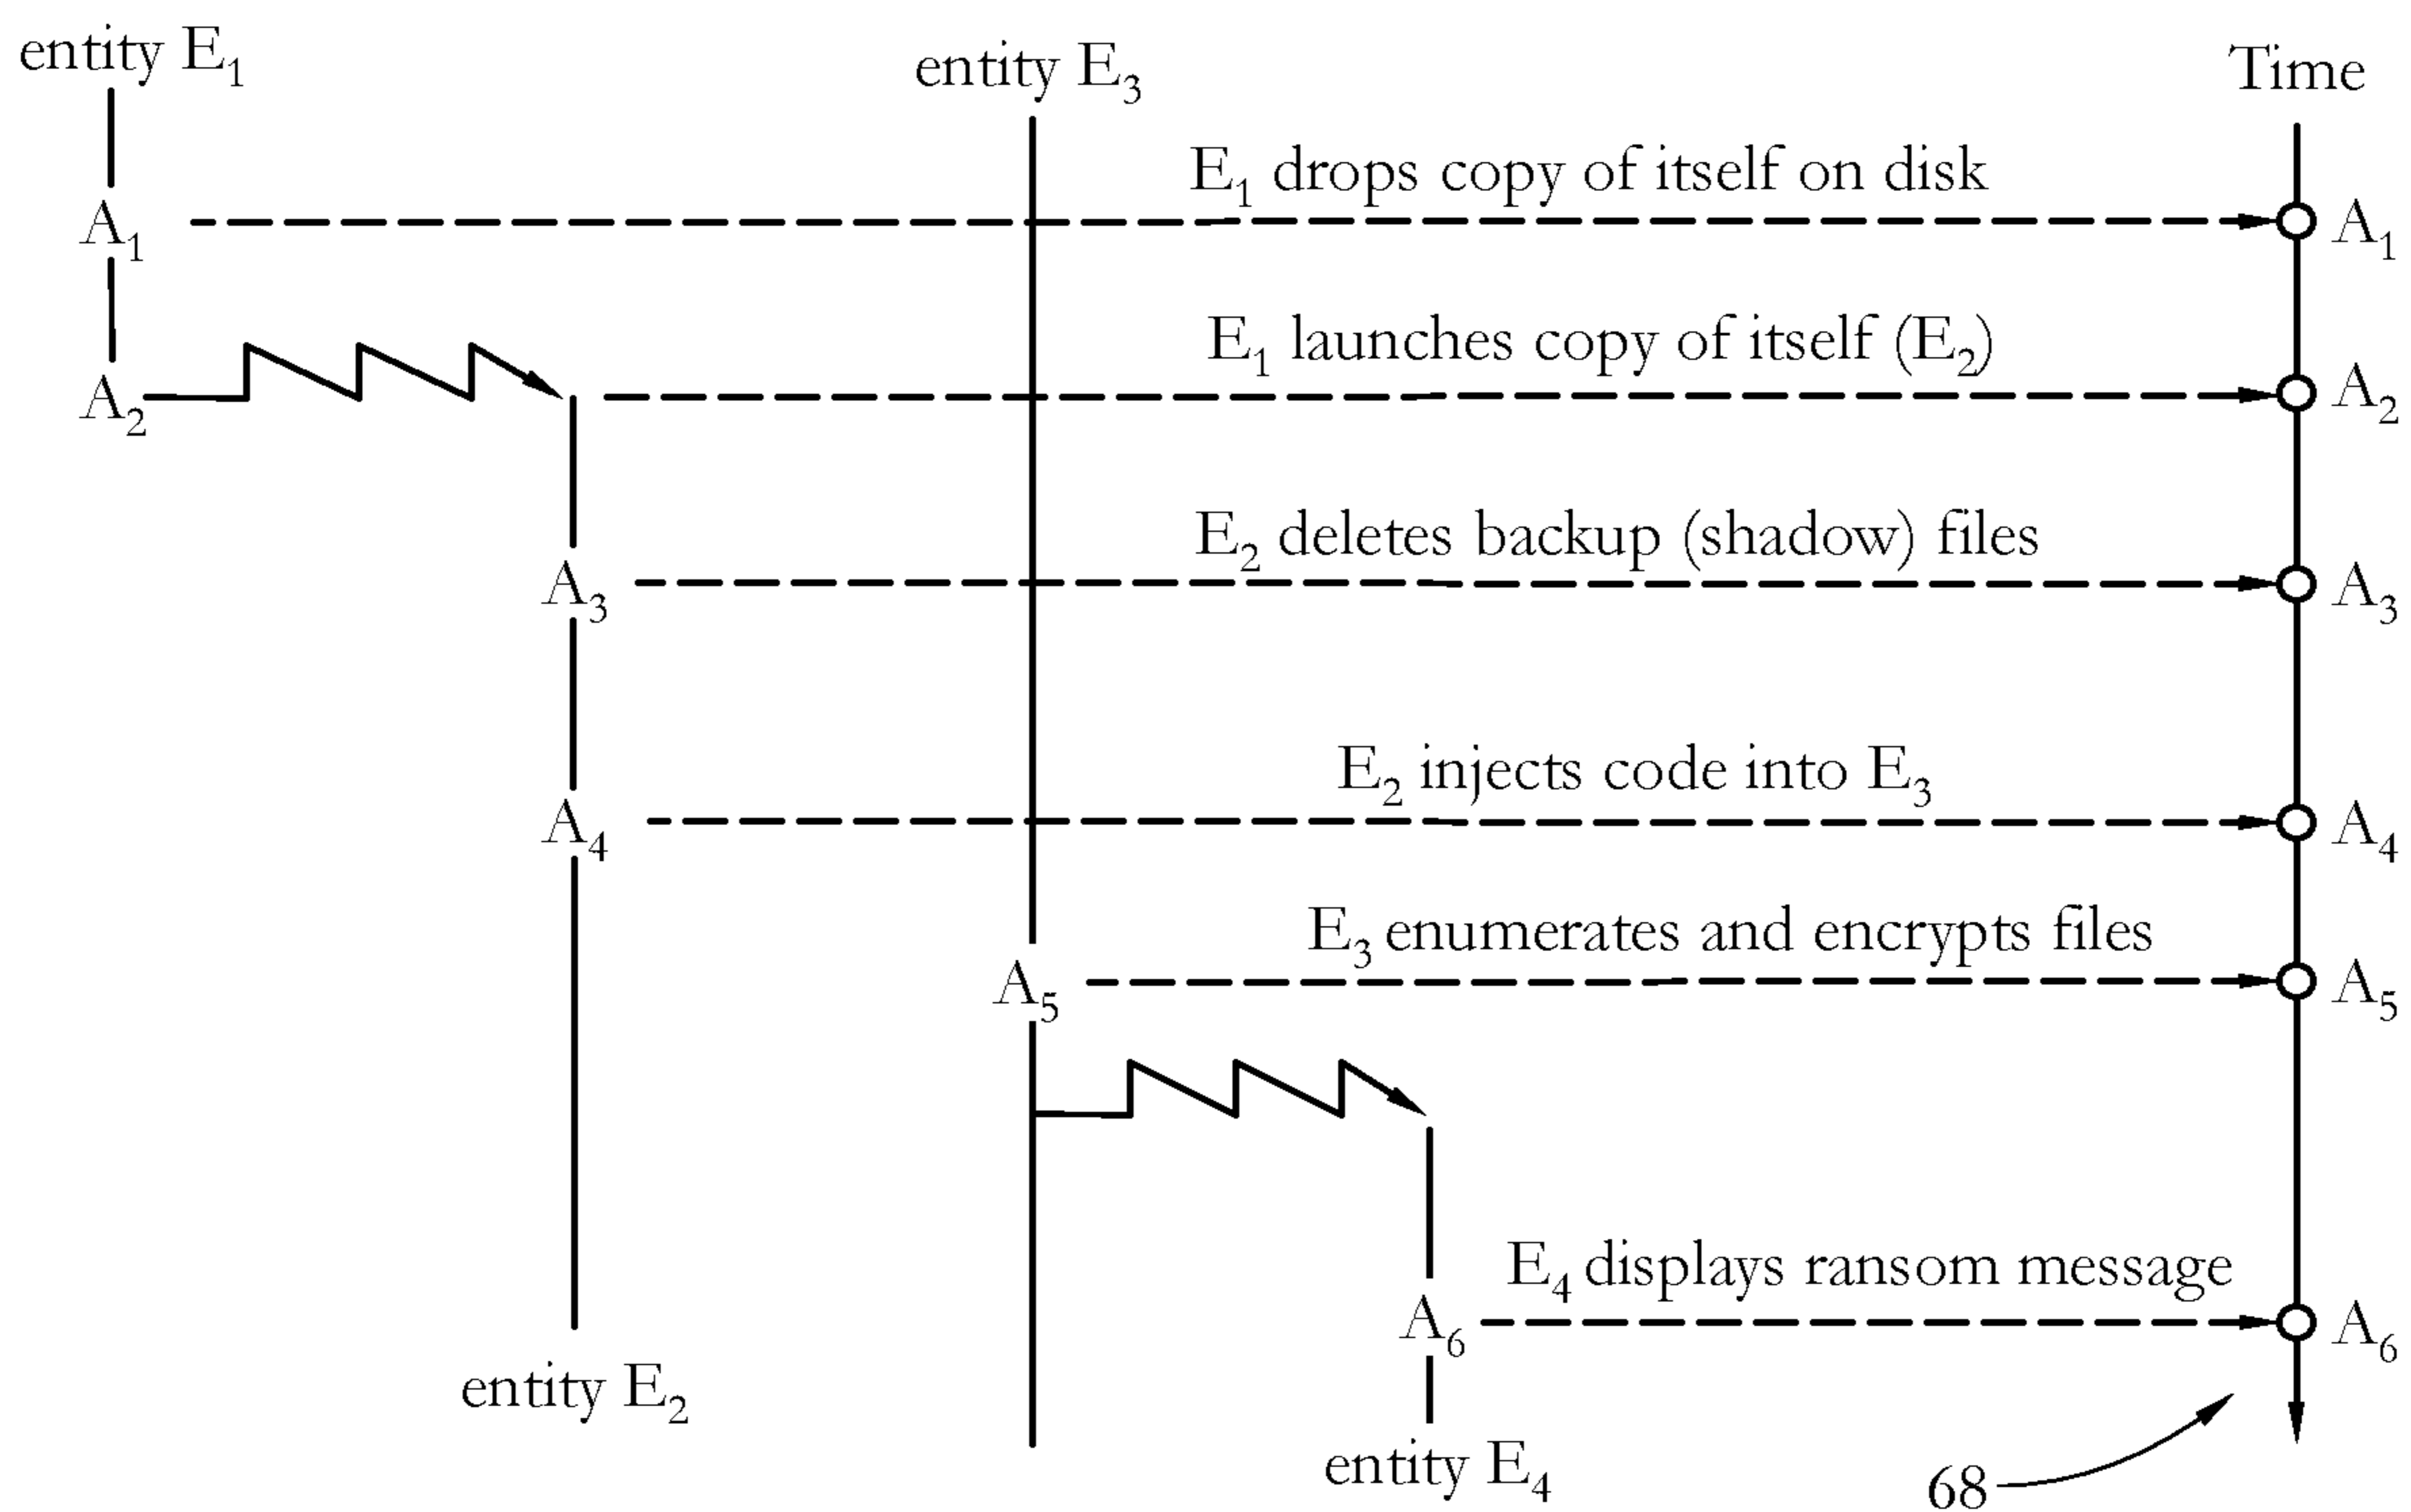 entity E₁
entity E₃
Time
E₁ drops copy of itself on disk
A₁
A₁
E₁ launches copy of itself (E₂)
A₂
A₂
E₂ deletes backup (shadow) files
A₃
A₃
E₂ injects code into E₃
A₄
A₄
E₃ enumerates and encrypts files
A₅
A₅
E₄ displays ransom message
A₆
A₆
entity E₂
entity E₄
68